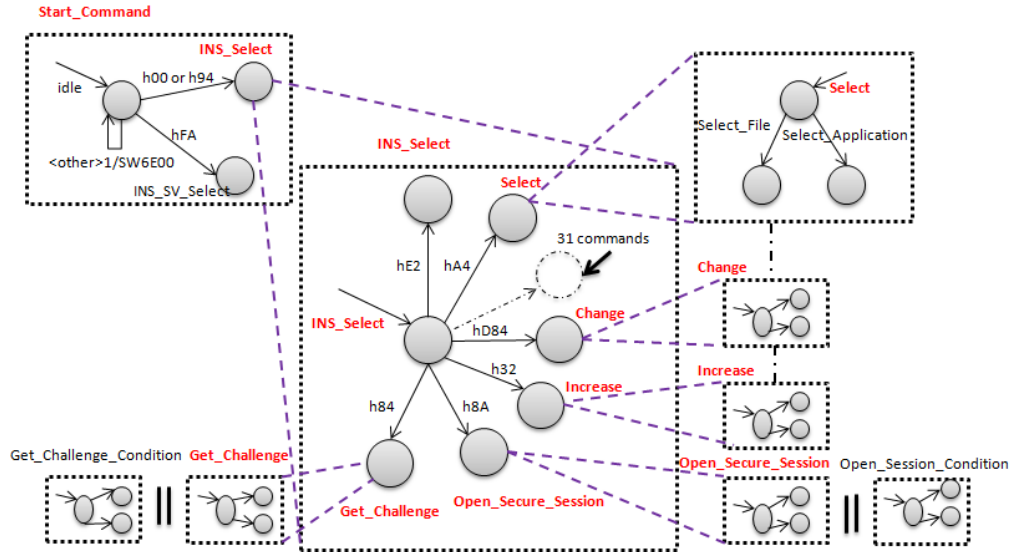 Start_Command
INS_Select
h00 or h94
idle
hFA
<other>1/SW6E00
INS_SV_Select
Select
Select_File
Select_Application
INS_Select
Select
31 commands
hE2
hA4
Change
INS_Select
hD84
Change
h32
Increase
Increase
h84
h8A
Get_Challenge_Condition
Get_Challenge
Get_Challenge
Open_Secure_Session
Open_Secure_Session
Open_Session_Condition